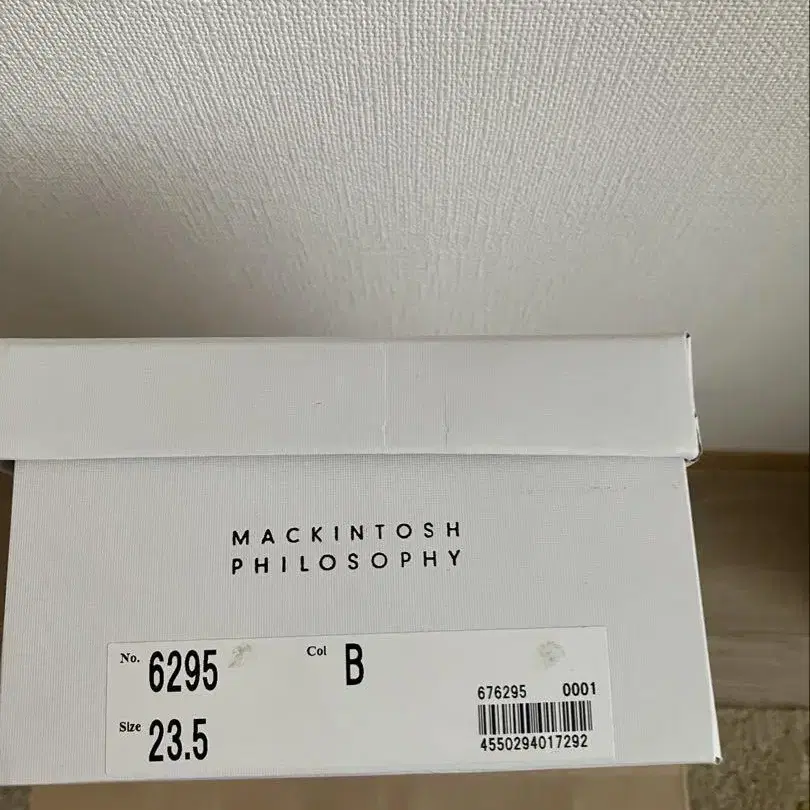 MACKINTOSH
PHILOSOPHY
No. 6295 Col B
Size 23.5
676295 0001
4550294017292